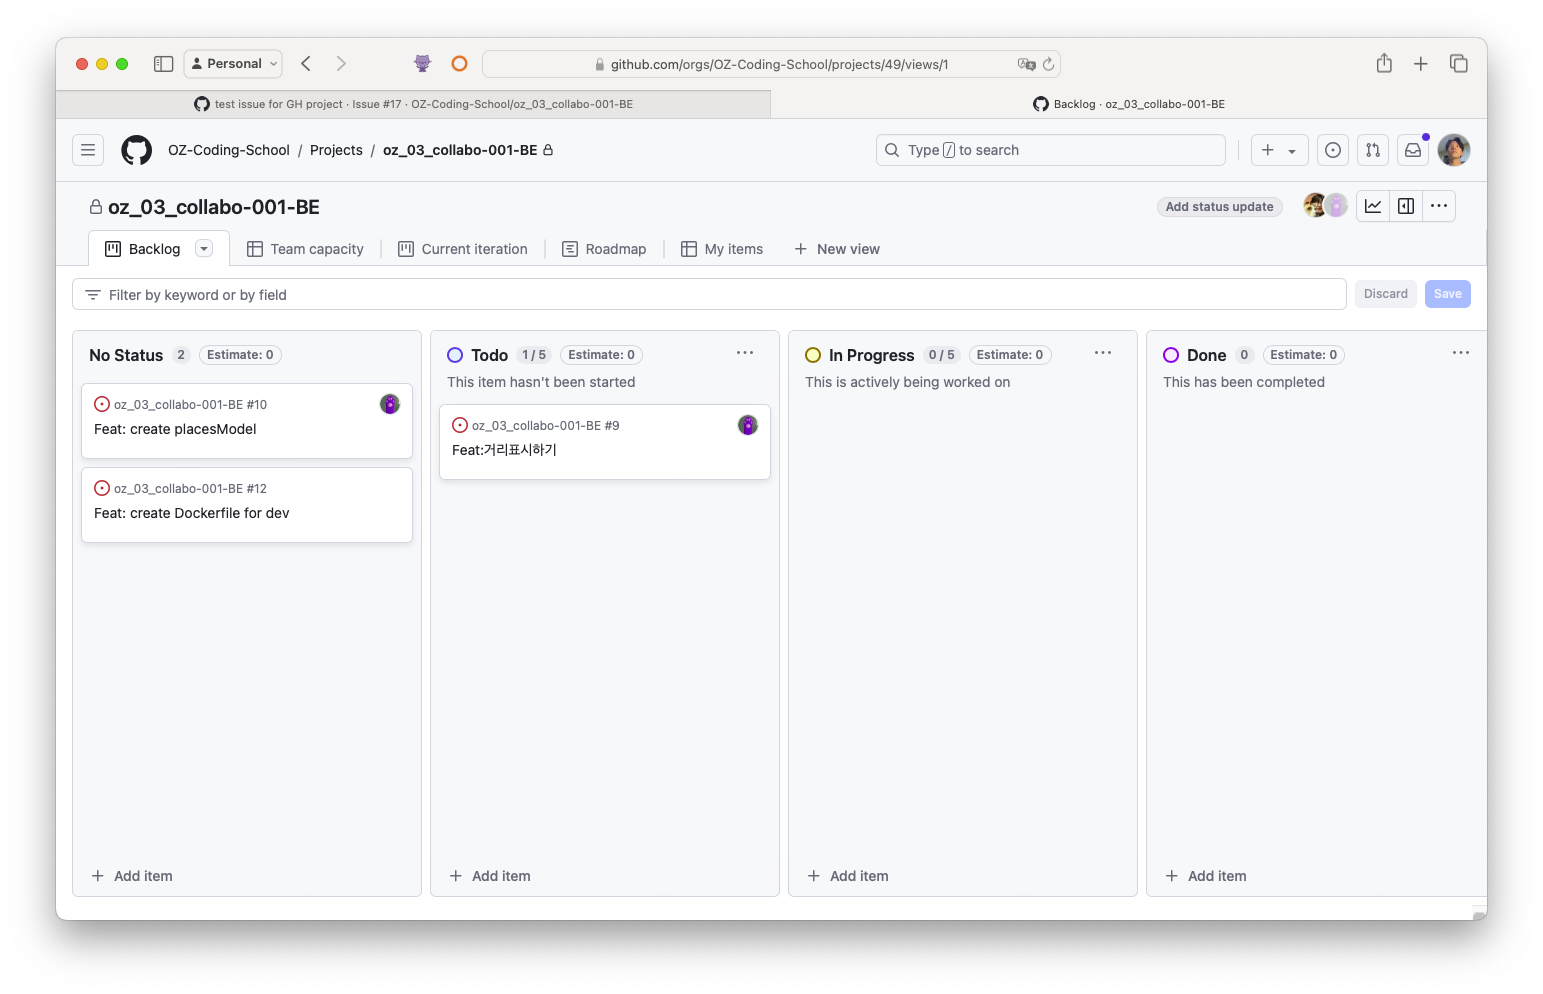 Personal
github.com/orgs/OZ-Coding-School/projects/49/views/1
test issue for GH project · Issue #17 · OZ-Coding-School/oz_03_collabo-001-BE
Backlog · oz_03_collabo-001-BE
OZ-Coding-School / Projects / oz_03_collabo-001-BE
Type / to search
oz_03_collabo-001-BE
Add status update
Backlog
Team capacity
Current iteration
Roadmap
My items
New view
Filter by keyword or by field
Discard
Save
No Status 2 Estimate: 0
oz_03_collabo-001-BE #10
Feat: create placesModel
oz_03_collabo-001-BE #12
Feat: create Dockerfile for dev
Add item
Todo 1 / 5 Estimate: 0
This item hasn't been started
oz_03_collabo-001-BE #9
Feat:거리표시하기
Add item
In Progress 0 / 5 Estimate: 0
This is actively being worked on
Add item
Done 0 Estimate: 0
This has been completed
Add item